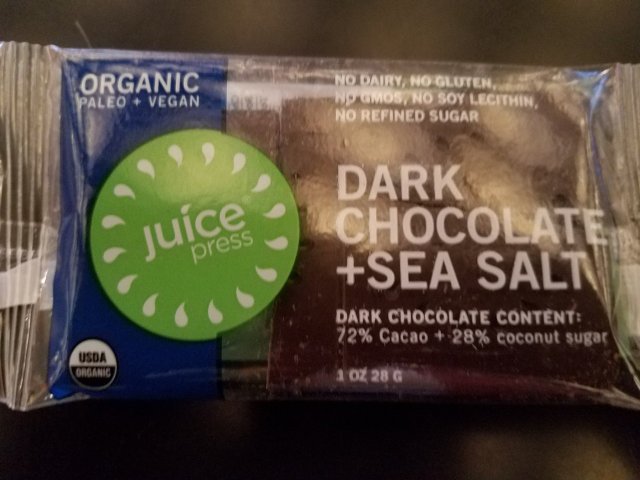 ORGANIC
PALEO + VEGAN
juice
press
USDA
ORGANIC
NO DAIRY, NO GLUTEN,
NO GMOS, NO SOY LECITHIN,
NO REFINED SUGAR
DARK
CHOCOLATE
+SEA SALT
DARK CHOCOLATE CONTENT:
72% Cacao + 28% coconut sugar
1 OZ 28 G